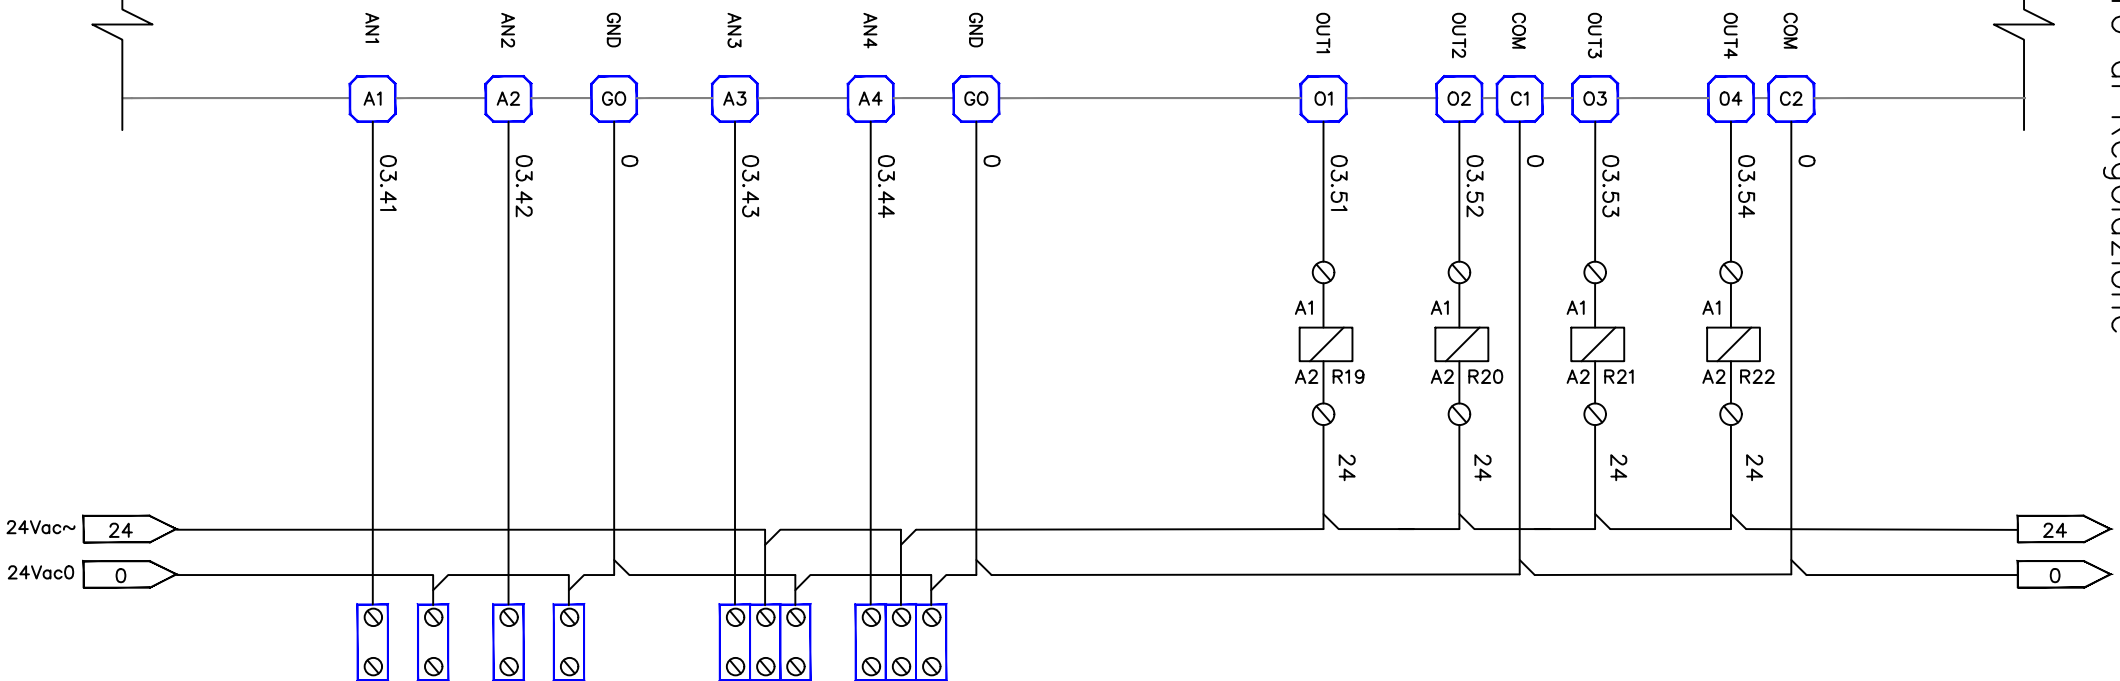 AN1 AN2 GND AN3 AN4 GND OUT1 OUT2 COM OUT3 OUT4 COM
A1 A2 G0 A3 A4 G0 O1 O2 C1 O3 O4 C2
03.41 03.42 0 03.43 03.44 0 03.51 03.52 0 03.53 03.54 0
A1 A1 A1 A1
A2 R19 A2 R20 A2 R21 A2 R22
24 24 24 24
24Vac~ 24 24
24Vac0 0 0
di Regolazione